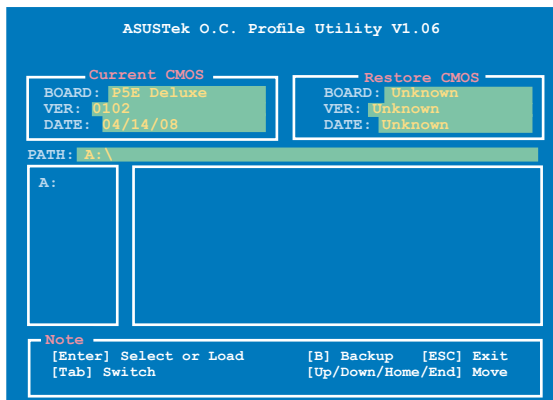 ASUSTek O.C. Profile Utility V1.06
Current CMOS
BOARD: P5E Deluxe
VER: 0102
DATE: 04/14/08
Restore CMOS
BOARD: Unknown
VER: Unknown
DATE: Unknown
PATH: A:\
A:
Note
[Enter] Select or Load [B] Backup [ESC] Exit
[Tab] Switch [Up/Down/Home/End] Move